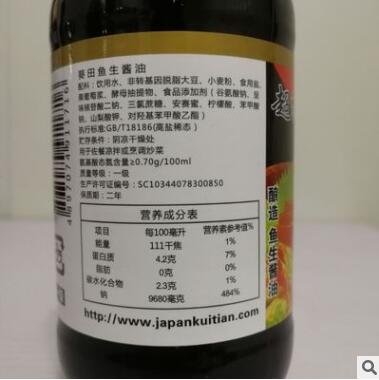 葵田鱼生酱油
配料：饮用水、非转基因脱脂大豆、小麦粉、食用盐、
果葡萄浆、酵母抽提物、食品添加剂（谷氨酸钠、呈
味核苷酸二钠、三氯蔗糖、安赛蜜、柠檬酸、苯甲酸
钠、山梨酸钾、对羟基苯甲酸乙酯）
执行标准号:GB/T18186(高盐稀态)
贮存条件：阴凉干燥处
用于佐餐凉拌或烹调炒菜
氨基酸态氮含量≥0.70g/100ml
质量等级：一级
生产许可证编号：SC10344078300850
保质期：二年
营养成分表
项目 每100毫升 营养素参考值%
能量 111千焦 1%
蛋白质 4.2克 7%
脂肪 0克 0%
碳水化合物 2.3克 1%
钠 9680毫克 484%
http://www.japankuitian.com
酿造鱼生酱油